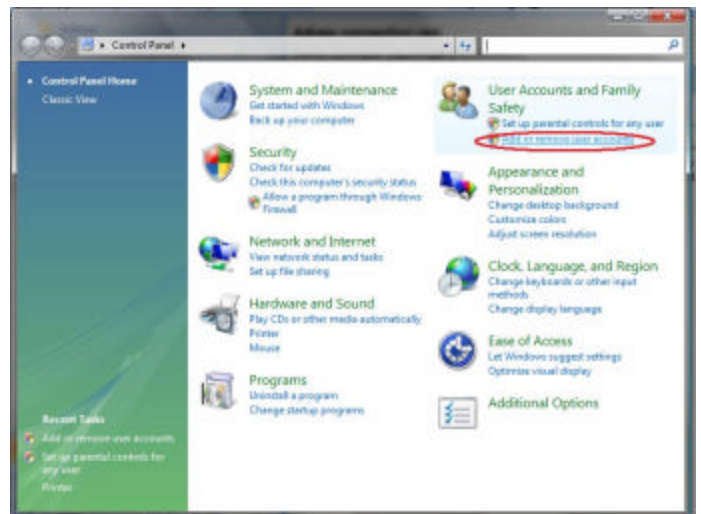 Control Panel
Control Panel Home
Classic View
System and Maintenance
Get started with Windows
Back up your computer
Security
Check for updates
Check this computer's security status
Allow a program through Windows
Firewall
Network and Internet
View network status and tasks
Set up file sharing
Hardware and Sound
Play CDs or other media automatically
Printer
Mouse
Programs
Uninstall a program
Change startup programs
User Accounts and Family
Safety
Set up parental controls for any user
Add or remove user accounts
Appearance and
Personalization
Change desktop background
Customize colors
Adjust screen resolution
Clock, Language, and Region
Change keyboards or other input
methods
Change display language
Ease of Access
Let Windows suggest settings
Optimize visual display
Additional Options
Recent Tasks
Add or remove user accounts
Set up parental controls for
any user
Printer